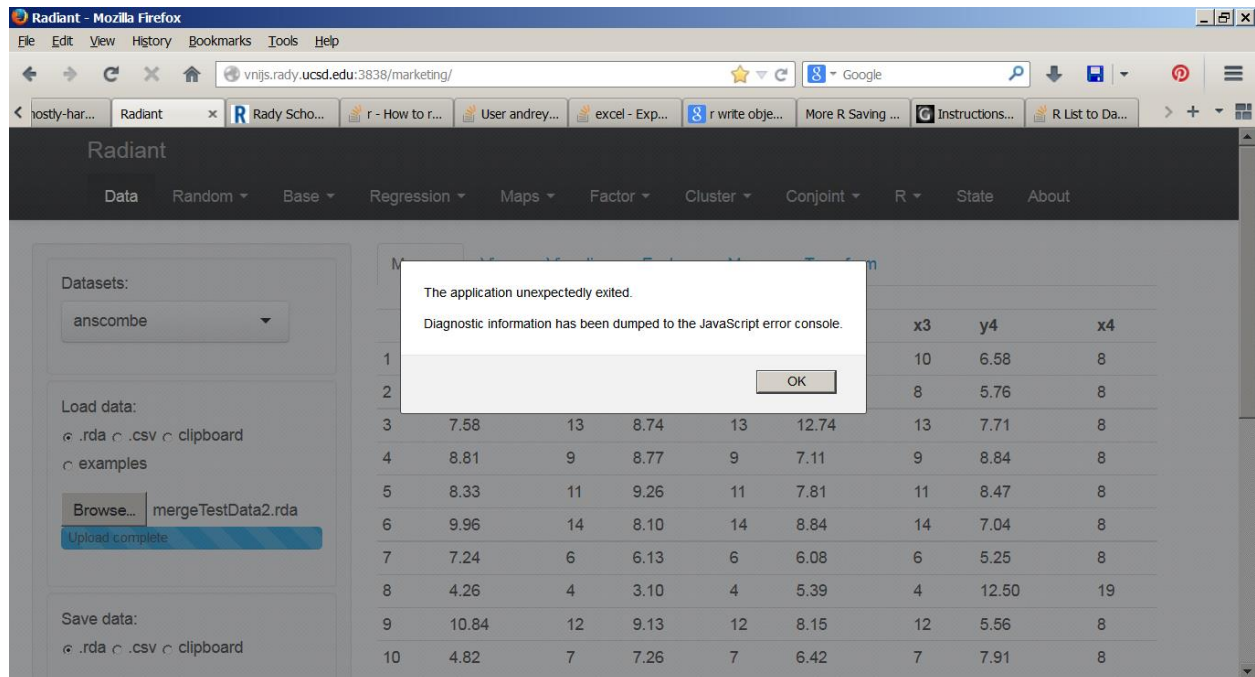 Radiant - Mozilla Firefox
File Edit View History Bookmarks Tools Help
vnijs.rady.ucsd.edu:3838/marketing/ Google
nostly-har... Radiant Rady Scho... r - How to r... User andrey... excel - Exp... r write obje... More R Saving ... Instructions... R List to Da...
Radiant
Data Random Base Regression Maps Factor Cluster Conjoint R State About
Datasets:
anscombe
Load data:
.rda .csv clipboard
examples
Browse... mergeTestData2.rda
Upload complete
Save data:
.rda .csv clipboard
The application unexpectedly exited.
Diagnostic information has been dumped to the JavaScript error console.
OK
x3 y4 x4
1 10 6.58 8
2 8 5.76 8
3 7.58 13 8.74 13 12.74 13 7.71 8
4 8.81 9 8.77 9 7.11 9 8.84 8
5 8.33 11 9.26 11 7.81 11 8.47 8
6 9.96 14 8.10 14 8.84 14 7.04 8
7 7.24 6 6.13 6 6.08 6 5.25 8
8 4.26 4 3.10 4 5.39 4 12.50 19
9 10.84 12 9.13 12 8.15 12 5.56 8
10 4.82 7 7.26 7 6.42 7 7.91 8